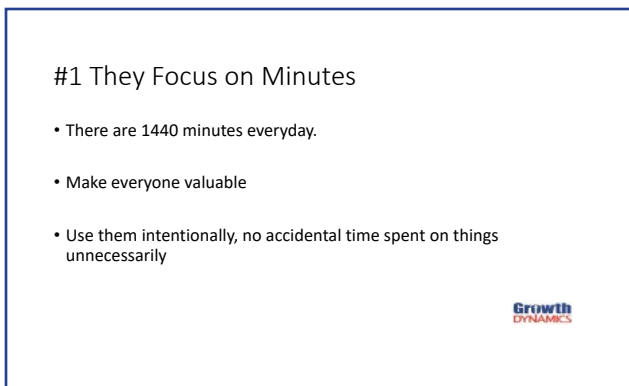 #1 They Focus on Minutes
• There are 1440 minutes everyday.
• Make everyone valuable
• Use them intentionally, no accidental time spent on things
unnecessarily
Growth
DYNAMICS